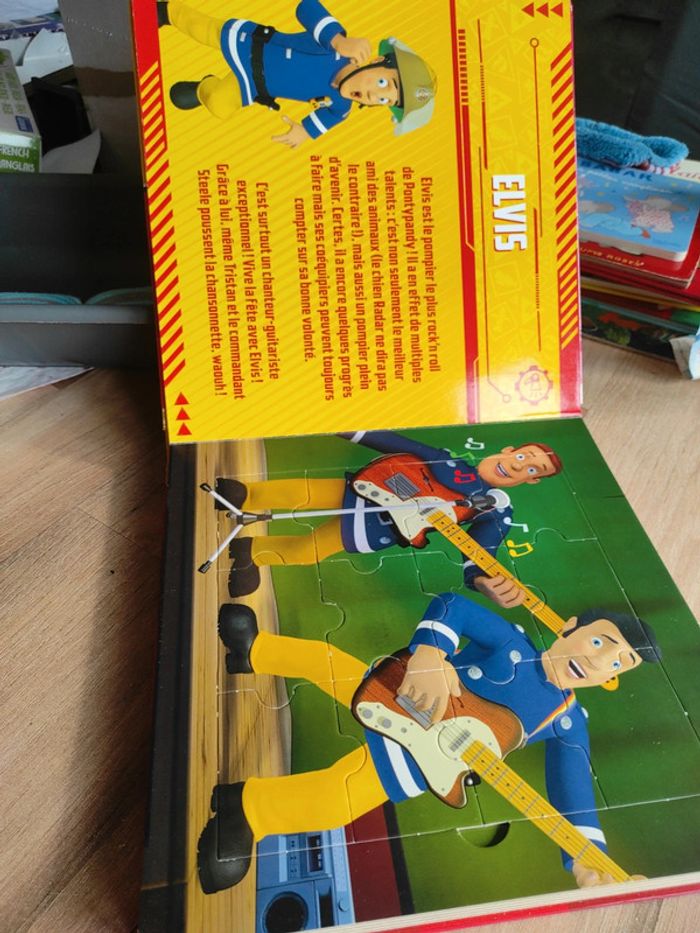 ELVIS
Elvis est le pompier le plus rock'n roll
de Pontypandy ! Il a en effet de multiples
talents : c'est non seulement le meilleur
ami des animaux (le chien Radar ne dira pas
le contraire !), mais aussi un pompier plein
d'avenir. Certes, il a encore quelques progrès
à faire mais ses coéquipiers peuvent toujours
compter sur sa bonne volonté.
C'est surtout un chanteur-guitariste
exceptionnel ! Vive la fête avec Elvis !
Grâce à lui, même Tristan et le commandant
Steele poussent la chansonnette, waouh !
FRENCH
ANGLAIS